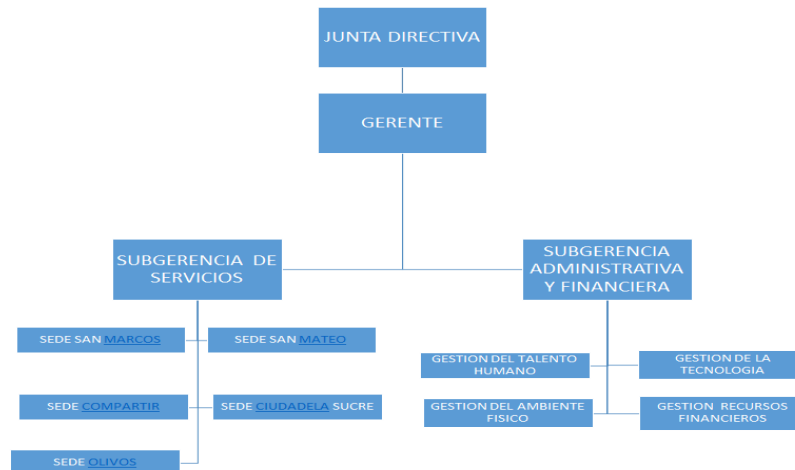 JUNTA DIRECTIVA
GERENTE
SUBGERENCIA DE
SERVICIOS
SUBGERENCIA
ADMINISTRATIVA
Y FINANCIERA
SEDE SAN MARCOS
SEDE SAN MATEO
SEDE COMPARTIR
SEDE CIUDADELA SUCRE
SEDE OLIVOS
GESTION DEL TALENTO
HUMANO
GESTION DE LA
TECNOLOGIA
GESTION DEL AMBIENTE
FISICO
GESTION RECURSOS
FINANCIEROS